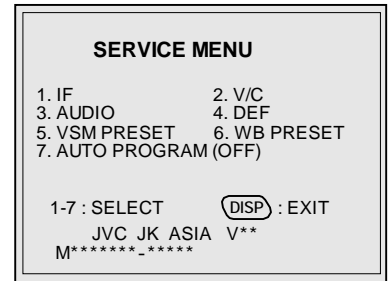 SERVICE MENU
1. IF 2. V/C
3. AUDIO 4. DEF
5. VSM PRESET 6. WB PRESET
7. AUTO PROGRAM (OFF)
1-7 : SELECT DISP : EXIT
JVC JK ASIA V**
M*******-*****